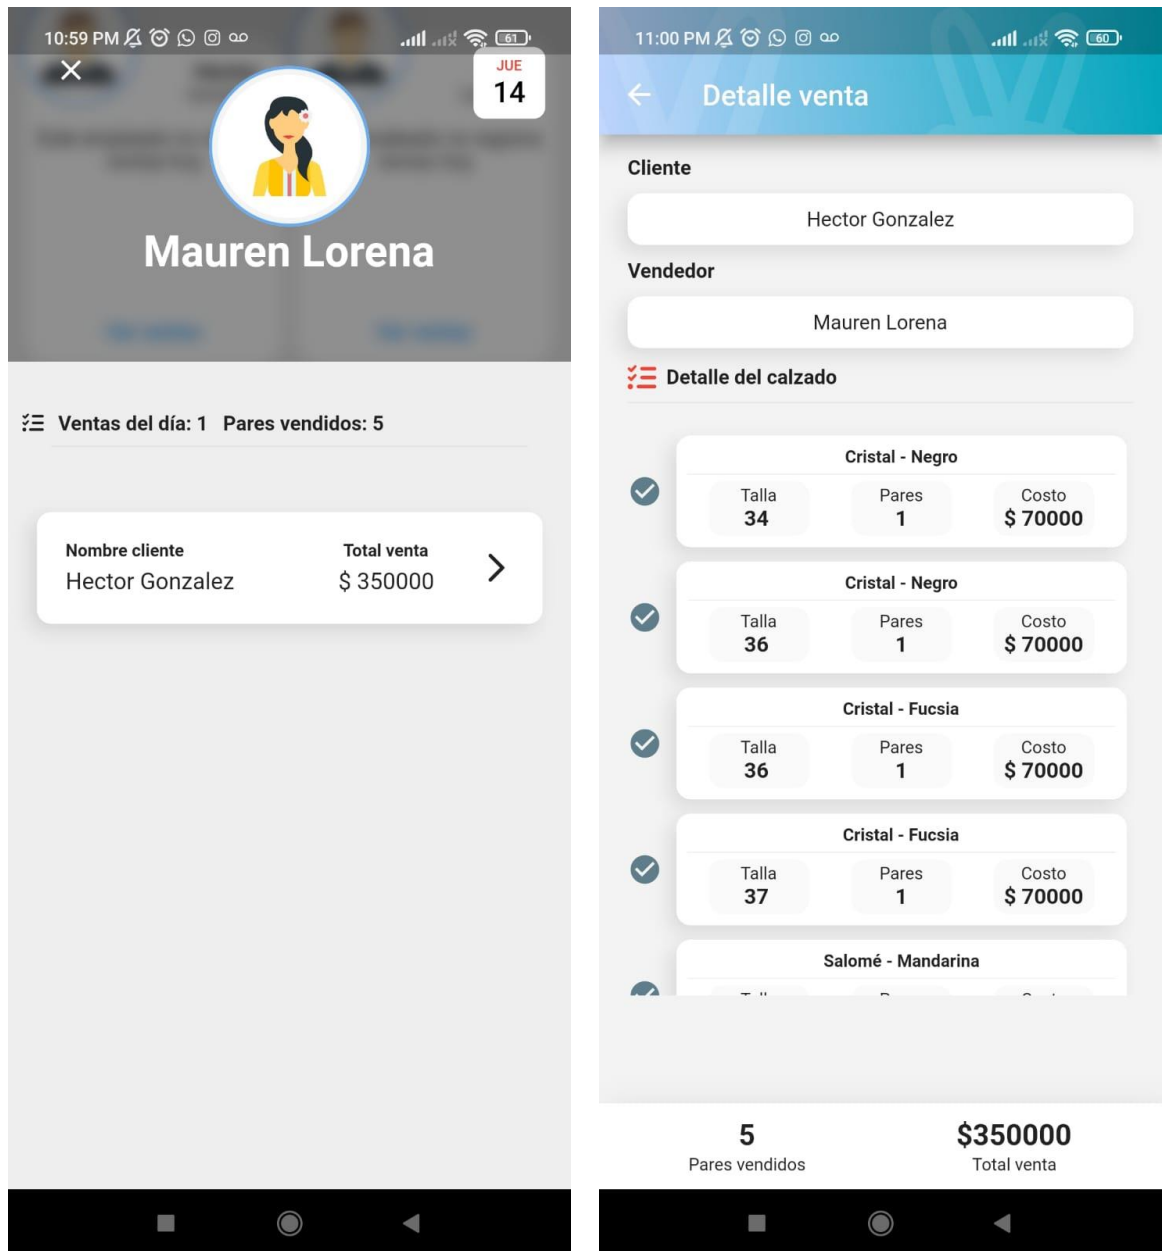 10:59 PM
61
JUE
14
Mauren Lorena
Ventas del día: 1 Pares vendidos: 5
Nombre cliente Total venta
Hector Gonzalez $ 350000
11:00 PM
60
Detalle venta
Cliente
Hector Gonzalez
Vendedor
Mauren Lorena
Detalle del calzado
Cristal - Negro
Talla Pares Costo
34 1 $ 70000
Cristal - Negro
Talla Pares Costo
36 1 $ 70000
Cristal - Fucsia
Talla Pares Costo
36 1 $ 70000
Cristal - Fucsia
Talla Pares Costo
37 1 $ 70000
Salomé - Mandarina
5 $350000
Pares vendidos Total venta